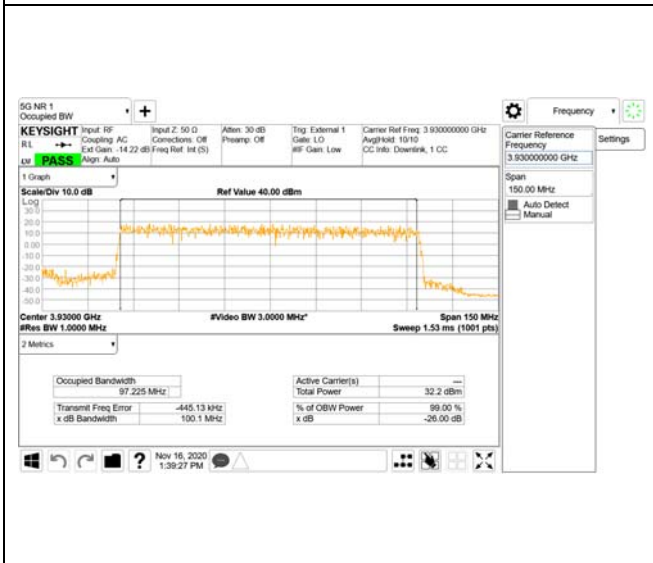 5G NR 1
Occupied BW
Frequency
KEYSIGHT
RL
LXI
PASS
Input: RF
Coupling: AC
Ext Gain: -14.22 dB
Align: Auto
Input Z: 50 Ω
Corrections: Off
Freq Ref: Int (S)
Atten: 30 dB
Preamp: Off
Trig: External 1
Gate: LO
#IF Gain: Low
Carrier Ref Freq: 3.930000000 GHz
Avg|Hold: 10/10
CC Info: Downlink, 1 CC
Carrier Reference
Frequency
3.930000000 GHz
Settings
Span
150.00 MHz
Auto Detect
Manual
1 Graph
Scale/Div 10.0 dB
Ref Value 40.00 dBm
Log
30.0
20.0
10.0
0.00
-10.0
-20.0
-30.0
-40.0
-50.0
Center 3.93000 GHz
#Video BW 3.0000 MHz*
Span 150 MHz
#Res BW 1.0000 MHz
Sweep 1.53 ms (1001 pts)
2 Metrics
Occupied Bandwidth
97.225 MHz
Active Carrier(s)
---
Total Power
32.2 dBm
Transmit Freq Error
-445.13 kHz
% of OBW Power
99.00 %
x dB Bandwidth
100.1 MHz
x dB
-26.00 dB
Nov 16, 2020
1:39:27 PM